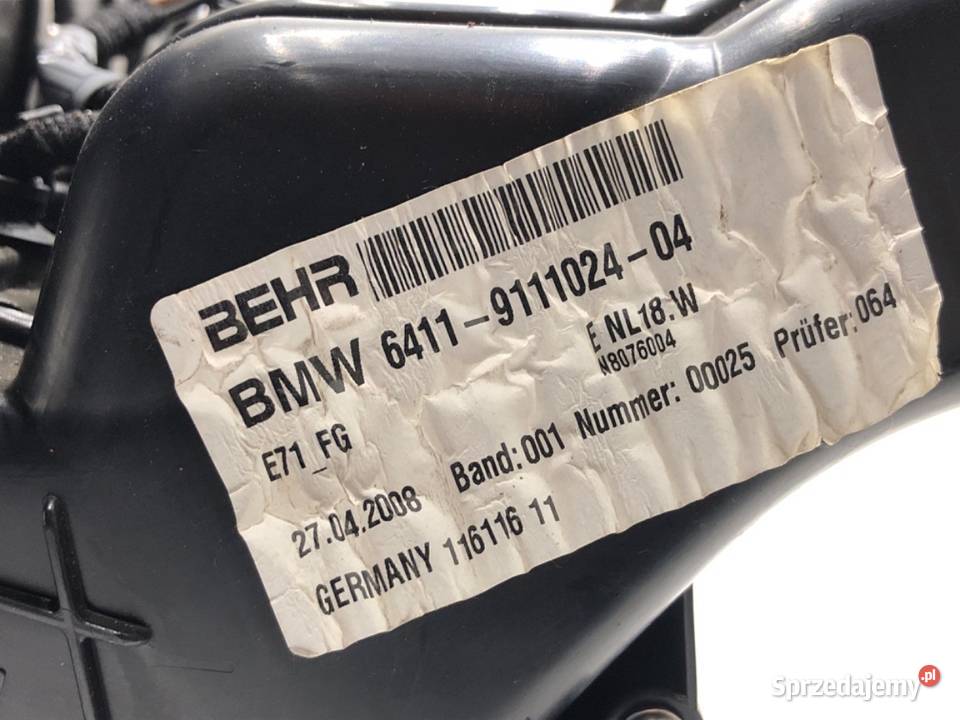 BEHR
BMW 6411-9111024-04
E71_FG
E NL18.W
N8076004
27.04.2008 Band:001 Nummer: 00025 Prüfer:064
GERMANY 116116 11
Sprzedajemy.pl